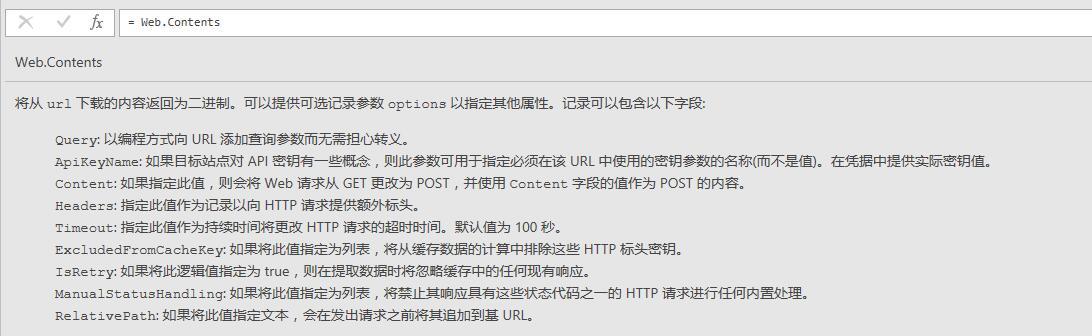 fx = Web.Contents
Web.Contents
将从 url 下载的内容返回为二进制。可以提供可选记录参数 options 以指定其他属性。记录可以包含以下字段:
Query: 以编程方式向 URL 添加查询参数而无需担心转义。
ApiKeyName: 如果目标站点对 API 密钥有一些概念，则此参数可用于指定必须在该 URL 中使用的密钥参数的名称(而不是值)。在凭据中提供实际密钥值。
Content: 如果指定此值，则会将 Web 请求从 GET 更改为 POST，并使用 Content 字段的值作为 POST 的内容。
Headers: 指定此值作为记录以向 HTTP 请求提供额外标头。
Timeout: 指定此值作为持续时间将更改 HTTP 请求的超时时间。默认值为 100 秒。
ExcludedFromCacheKey: 如果将此值指定为列表，将从缓存数据的计算中排除这些 HTTP 标头密钥。
IsRetry: 如果将此逻辑值指定为 true，则在提取数据时将忽略缓存中的任何现有响应。
ManualStatusHandling: 如果将此值指定为列表，将禁止其响应具有这些状态代码之一的 HTTP 请求进行任何内置处理。
RelativePath: 如果将此值指定文本，会在发出请求之前将其追加到基 URL。